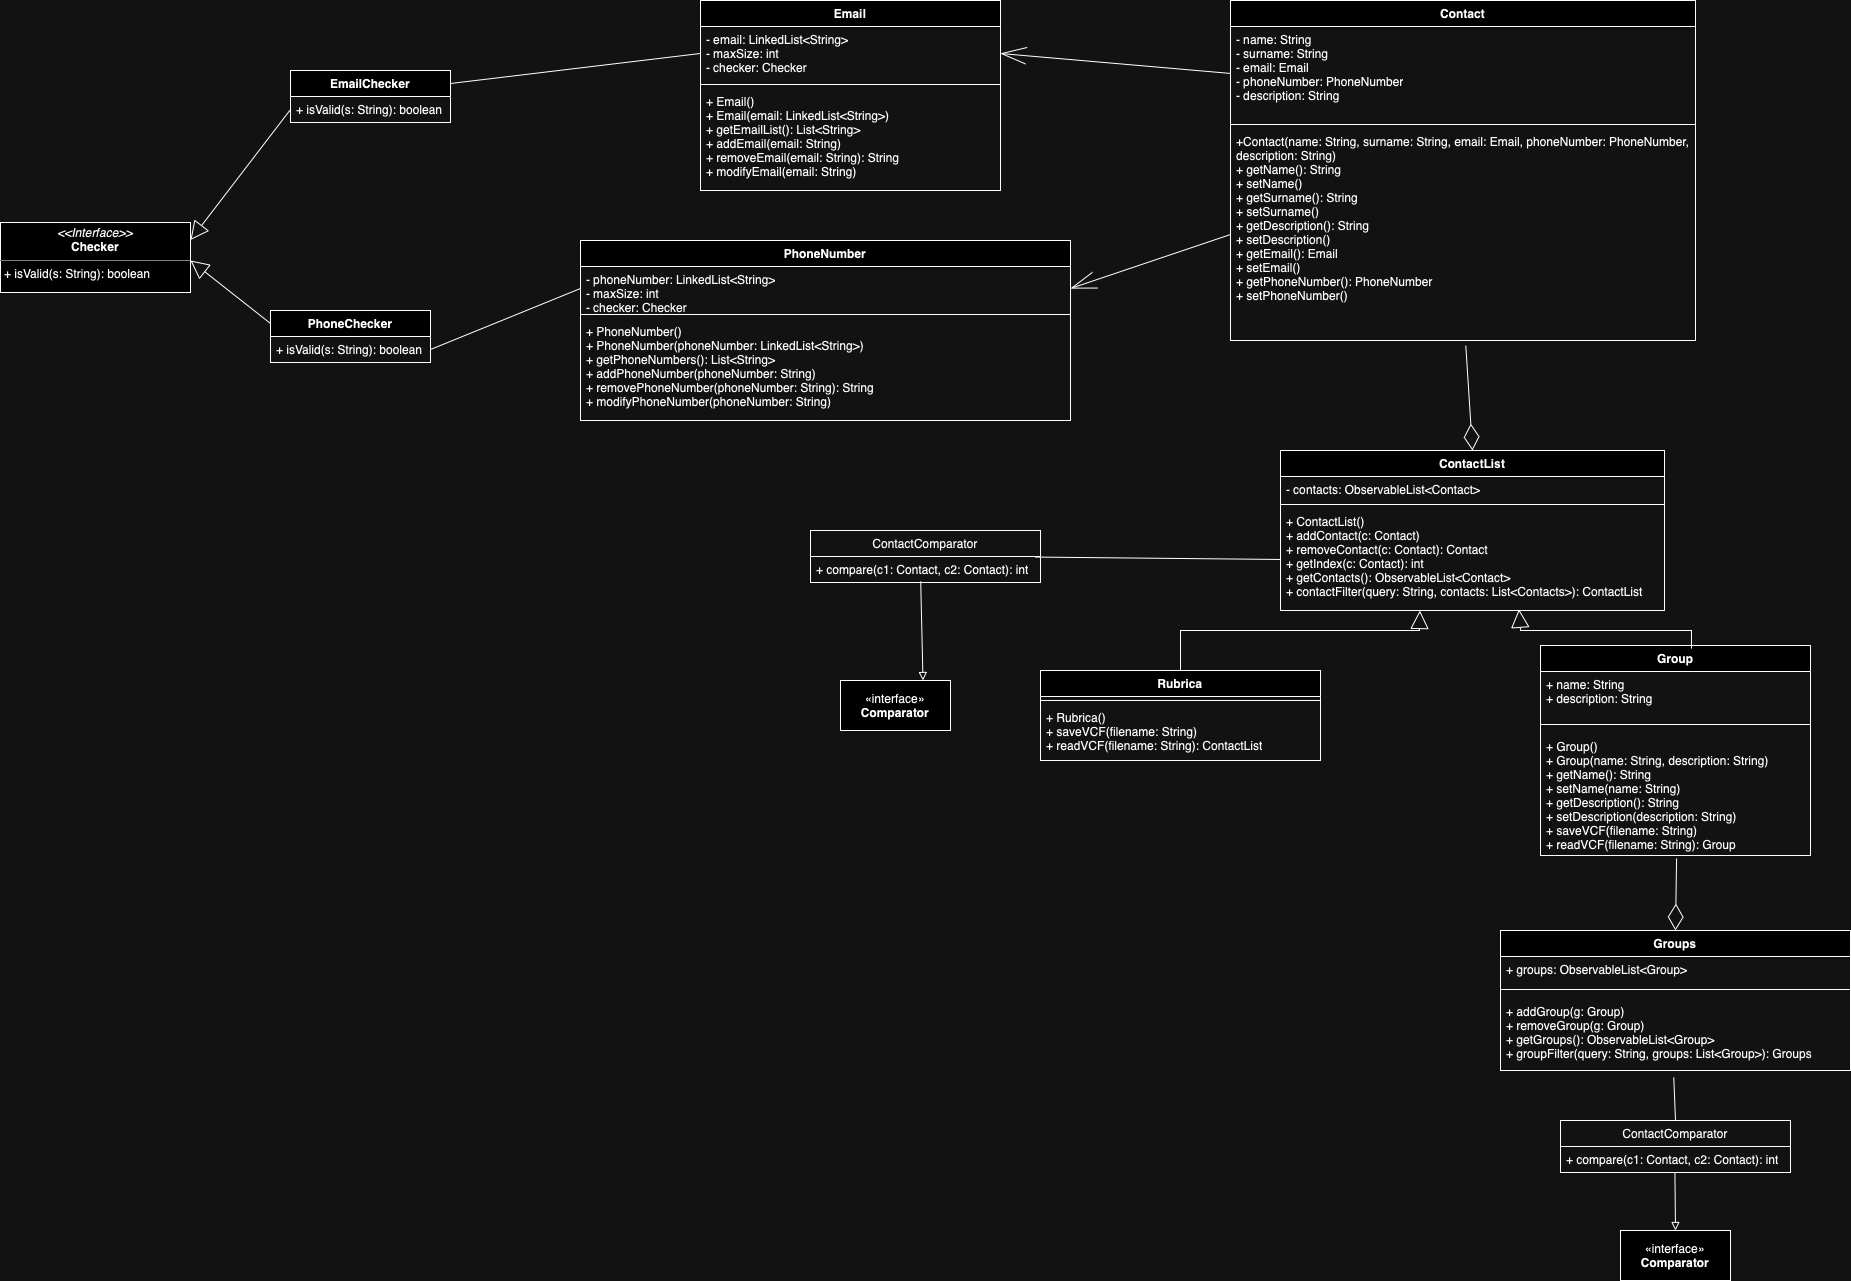 Email
- email: LinkedList<String>
- maxSize: int
- checker: Checker
+ Email()
+ Email(email: LinkedList<String>)
+ getEmailList(): List<String>
+ addEmail(email: String)
+ removeEmail(email: String): String
+ modifyEmail(email: String)
Contact
- name: String
- surname: String
- email: Email
- phoneNumber: PhoneNumber
- description: String
+Contact(name: String, surname: String, email: Email, phoneNumber: PhoneNumber,
description: String)
+ getName(): String
+ setName()
+ getSurname(): String
+ setSurname()
+ getDescription(): String
+ setDescription()
+ getEmail(): Email
+ setEmail()
+ getPhoneNumber(): PhoneNumber
+ setPhoneNumber()
EmailChecker
+ isValid(s: String): boolean
<<Interface>>
Checker
+ isValid(s: String): boolean
PhoneChecker
+ isValid(s: String): boolean
PhoneNumber
- phoneNumber: LinkedList<String>
- maxSize: int
- checker: Checker
+ PhoneNumber()
+ PhoneNumber(phoneNumber: LinkedList<String>)
+ getPhoneNumbers(): List<String>
+ addPhoneNumber(phoneNumber: String)
+ removePhoneNumber(phoneNumber: String): String
+ modifyPhoneNumber(phoneNumber: String)
ContactList
- contacts: ObservableList<Contact>
+ ContactList()
+ addContact(c: Contact)
+ removeContact(c: Contact): Contact
+ getIndex(c: Contact): int
+ getContacts(): ObservableList<Contact>
+ contactFilter(query: String, contacts: List<Contacts>): ContactList
ContactComparator
+ compare(c1: Contact, c2: Contact): int
«interface»
Comparator
Rubrica
+ Rubrica()
+ saveVCF(filename: String)
+ readVCF(filename: String): ContactList
Group
+ name: String
+ description: String
+ Group()
+ Group(name: String, description: String)
+ getName(): String
+ setName(name: String)
+ getDescription(): String
+ setDescription(description: String)
+ saveVCF(filename: String)
+ readVCF(filename: String): Group
Groups
+ groups: ObservableList<Group>
+ addGroup(g: Group)
+ removeGroup(g: Group)
+ getGroups(): ObservableList<Group>
+ groupFilter(query: String, groups: List<Group>): Groups
ContactComparator
+ compare(c1: Contact, c2: Contact): int
«interface»
Comparator